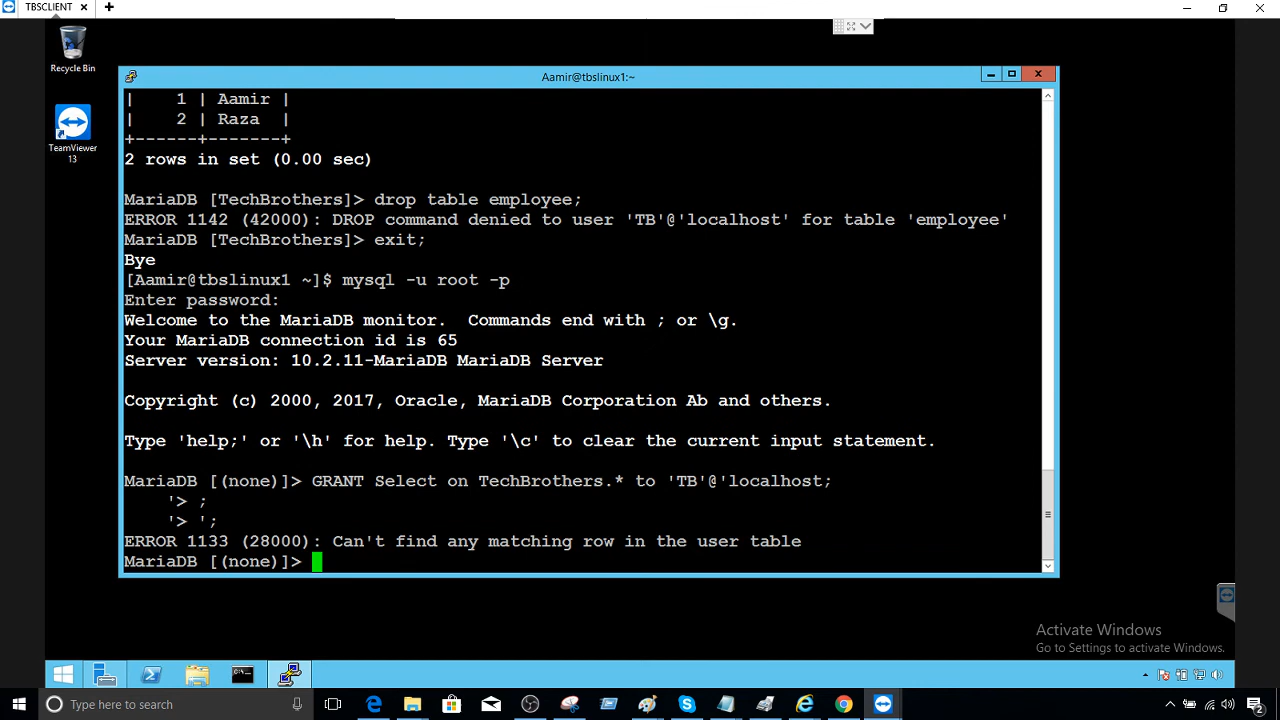 TBSCLIENT
Recycle Bin
TeamViewer
13
Aamir@tbslinux1:~
|    1 | Aamir |
|    2 | Raza  |
+------+-------+
2 rows in set (0.00 sec)
MariaDB [TechBrothers]> drop table employee;
ERROR 1142 (42000): DROP command denied to user 'TB'@'localhost' for table 'employee'
MariaDB [TechBrothers]> exit;
Bye
[Aamir@tbslinux1 ~]$ mysql -u root -p
Enter password:
Welcome to the MariaDB monitor.  Commands end with ; or \g.
Your MariaDB connection id is 65
Server version: 10.2.11-MariaDB MariaDB Server
Copyright (c) 2000, 2017, Oracle, MariaDB Corporation Ab and others.
Type 'help;' or '\h' for help. Type '\c' to clear the current input statement.
MariaDB [(none)]> GRANT Select on TechBrothers.* to 'TB'@'localhost;
    '> ;
    '> ';
ERROR 1133 (28000): Can't find any matching row in the user table
MariaDB [(none)]>
Activate Windows
Go to Settings to activate Windows.
Type here to search
2